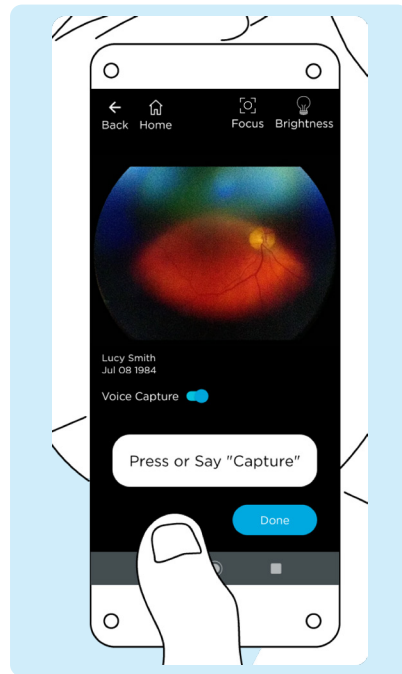 Back Home Focus Brightness
Lucy Smith
Jul 08 1984
Voice Capture
Press or Say "Capture"
Done